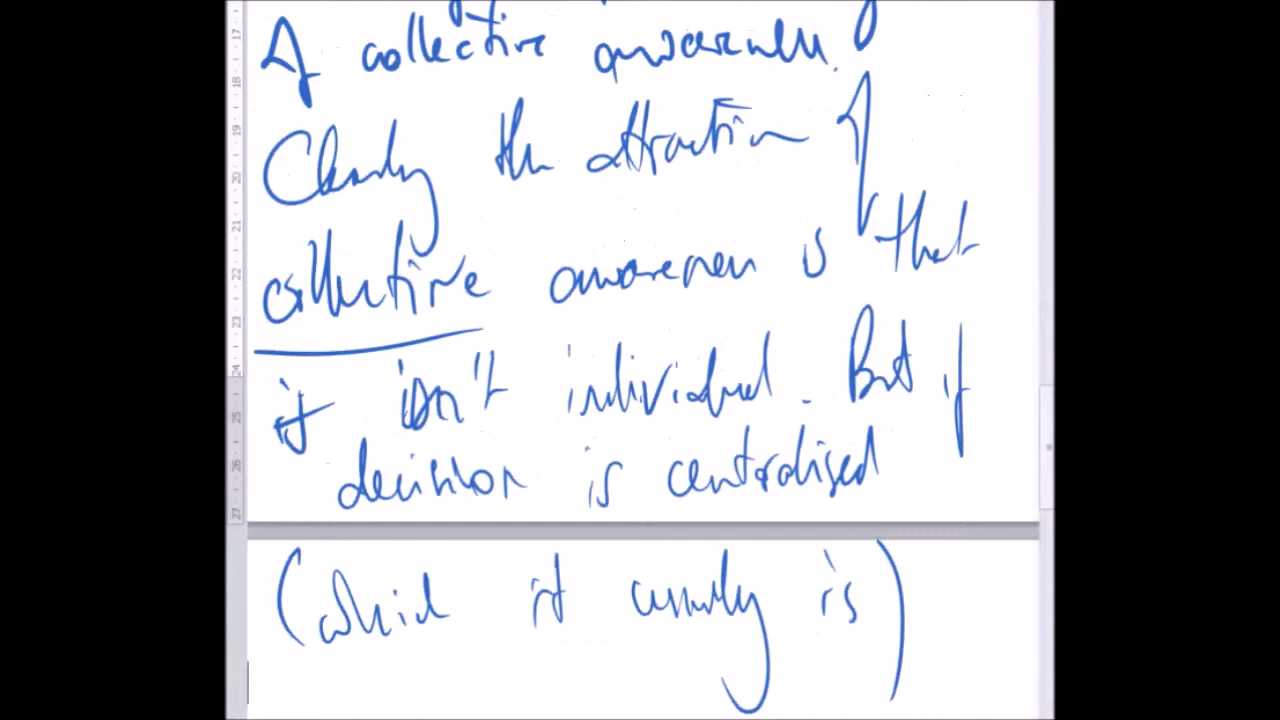 of collective awareness.
Clearly the attraction of
collective awareness is that
it isn't individual. But if
decision is centralised
(which it usually is)